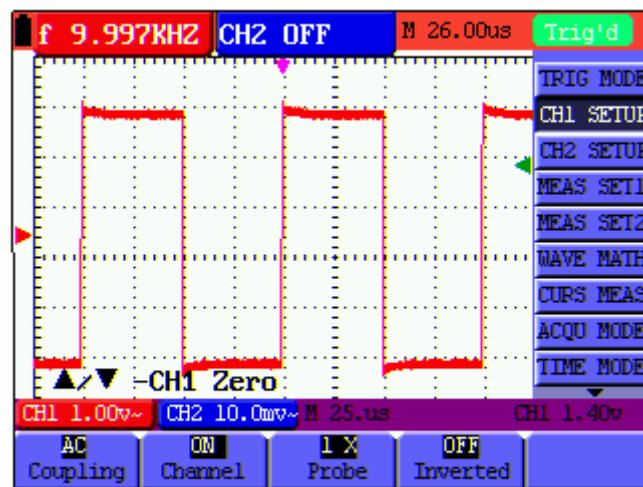 f 9.997KHZ CH2 OFF M 26.00us Trig'd
TRIG MODE
CH1 SETUP
CH2 SETUP
MEAS SET1
MEAS SET2
WAVE MATH
CURS MEAS
ACQU MODE
TIME MODE
▲/▼ -CH1 Zero
CH1 1.00v~ CH2 10.0mv~ M 25.us CH1 1.40v
AC ON 1 X OFF
Coupling Channel Probe Inverted